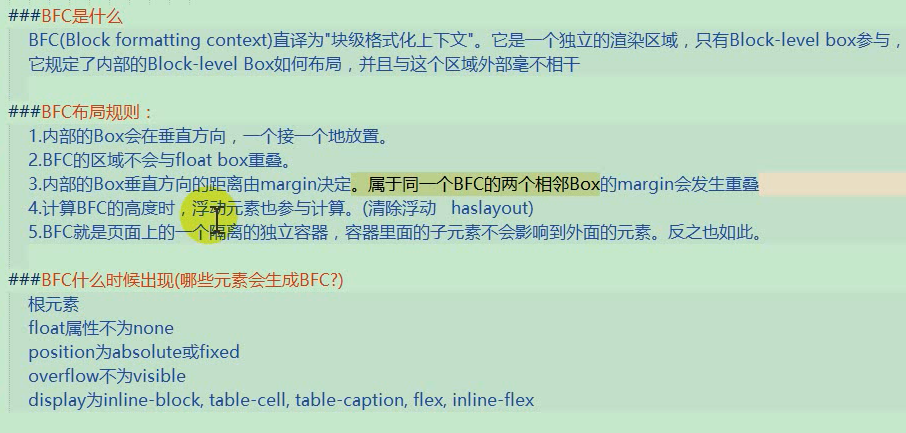 ###BFC是什么
BFC(Block formatting context)直译为"块级格式化上下文"。它是一个独立的渲染区域，只有Block-level box参与，
它规定了内部的Block-level Box如何布局，并且与这个区域外部毫不相干
###BFC布局规则：
1.内部的Box会在垂直方向，一个接一个地放置。
2.BFC的区域不会与float box重叠。
3.内部的Box垂直方向的距离由margin决定。属于同一个BFC的两个相邻Box的margin会发生重叠
4.计算BFC的高度时，浮动元素也参与计算。(清除浮动 haslayout)
5.BFC就是页面上的一个隔离的独立容器，容器里面的子元素不会影响到外面的元素。反之也如此。
###BFC什么时候出现(哪些元素会生成BFC?)
根元素
float属性不为none
position为absolute或fixed
overflow不为visible
display为inline-block, table-cell, table-caption, flex, inline-flex